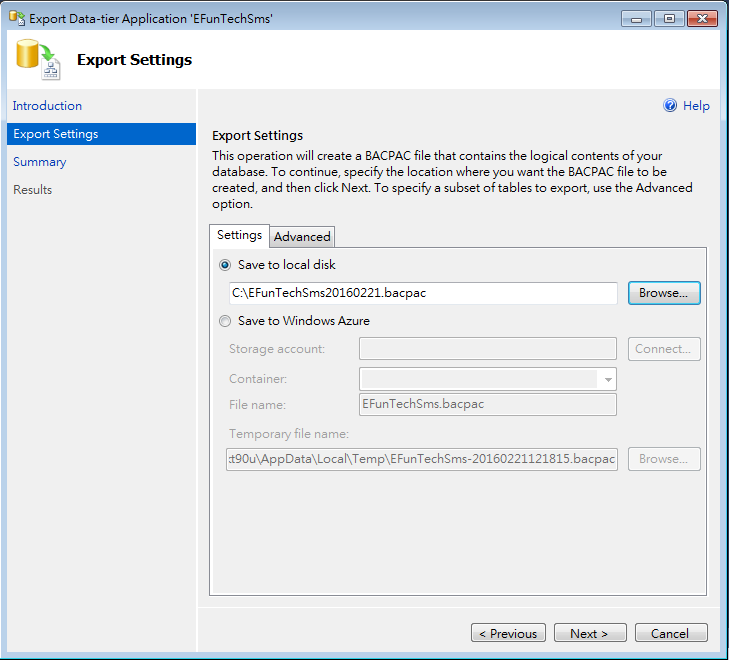 Export Data-tier Application 'EFunTechSms'
Export Settings
Introduction
Export Settings
Summary
Results
Help
Export Settings
This operation will create a BACPAC file that contains the logical contents of your
database. To continue, specify the location where you want the BACPAC file to be
created, and then click Next. To specify a subset of tables to export, use the Advanced
option.
Settings
Advanced
Save to local disk
C:\EFunTechSms20160221.bacpac
Browse...
Save to Windows Azure
Storage account:
Connect...
Container:
File name:
EFunTechSms.bacpac
Temporary file name:
:t90u\AppData\Local\Temp\EFunTechSms-20160221121815.bacpac
Browse...
< Previous
Next >
Cancel